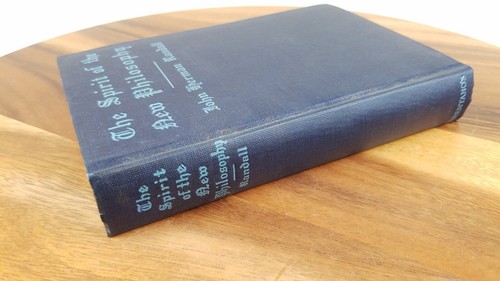 The Spirit of the
New Philosophy
John Herman Randall
The
Spirit
of the
New
Philosophy
Randall